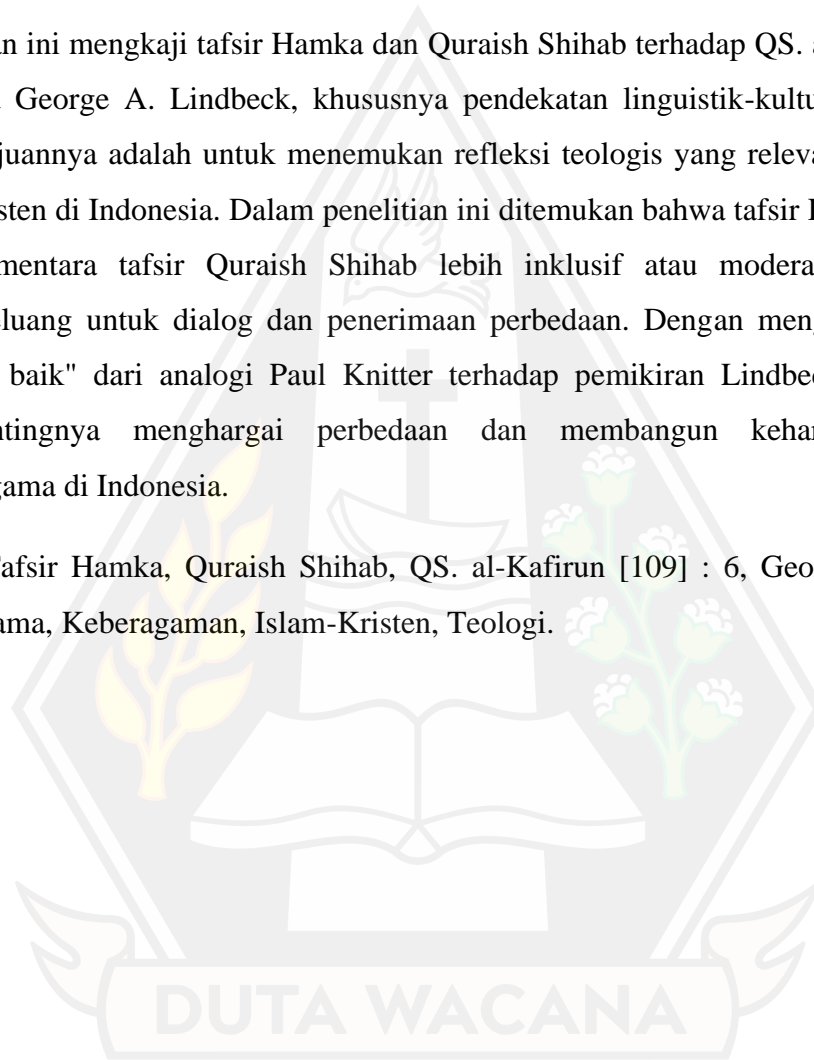 an ini mengkaji tafsir Hamka dan Quraish Shihab terhadap QS. a
George A. Lindbeck, khususnya pendekatan linguistik-kultu
juannya adalah untuk menemukan refleksi teologis yang releva
sten di Indonesia. Dalam penelitian ini ditemukan bahwa tafsir
mentara tafsir Quraish Shihab lebih inklusif atau modera
eluang untuk dialog dan penerimaan perbedaan. Dengan meng
baik" dari analogi Paul Knitter terhadap pemikiran Lindbec
ntingnya menghargai perbedaan dan membangun kehar
gama di Indonesia.
Tafsir Hamka, Quraish Shihab, QS. al-Kafirun [109] : 6, Geo
ama, Keberagaman, Islam-Kristen, Teologi.
DUTA WACANA